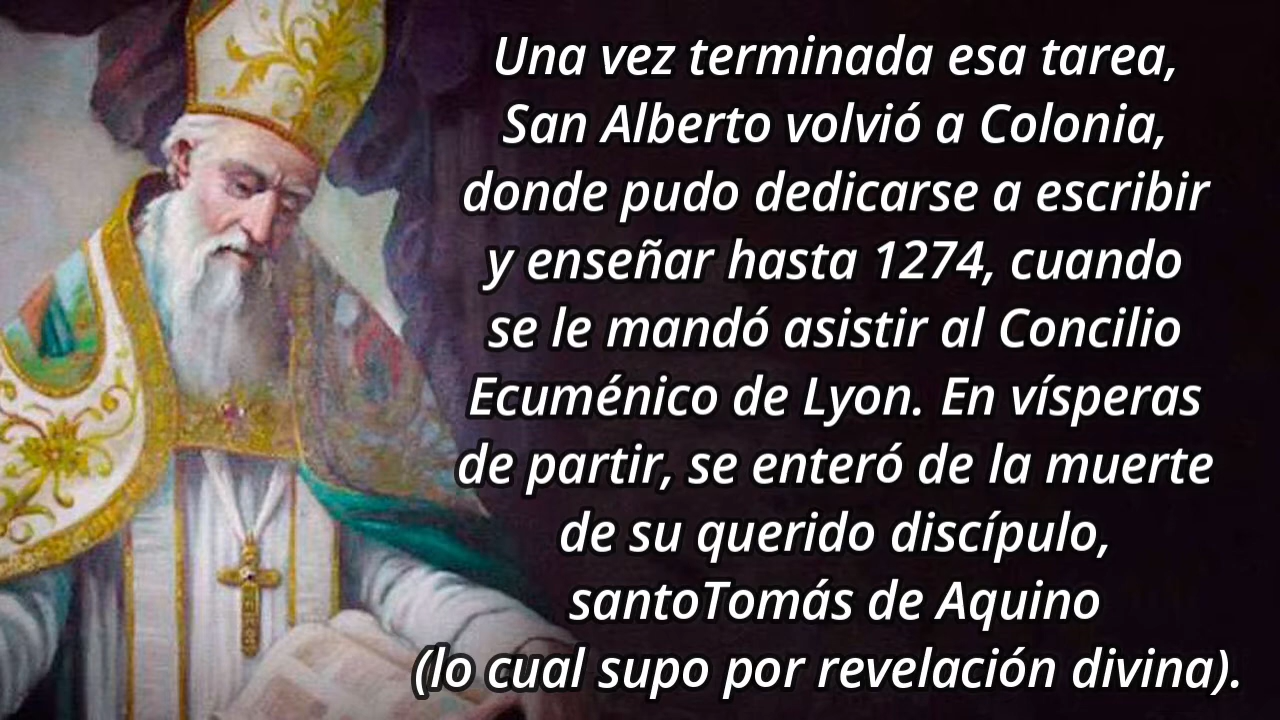 Una vez terminada esa tarea,
San Alberto volvió a Colonia,
donde pudo dedicarse a escribir
y enseñar hasta 1274, cuando
se le mandó asistir al Concilio
Ecuménico de Lyon. En vísperas
de partir, se enteró de la muerte
de su querido discípulo,
santoTomás de Aquino
(lo cual supo por revelación divina).